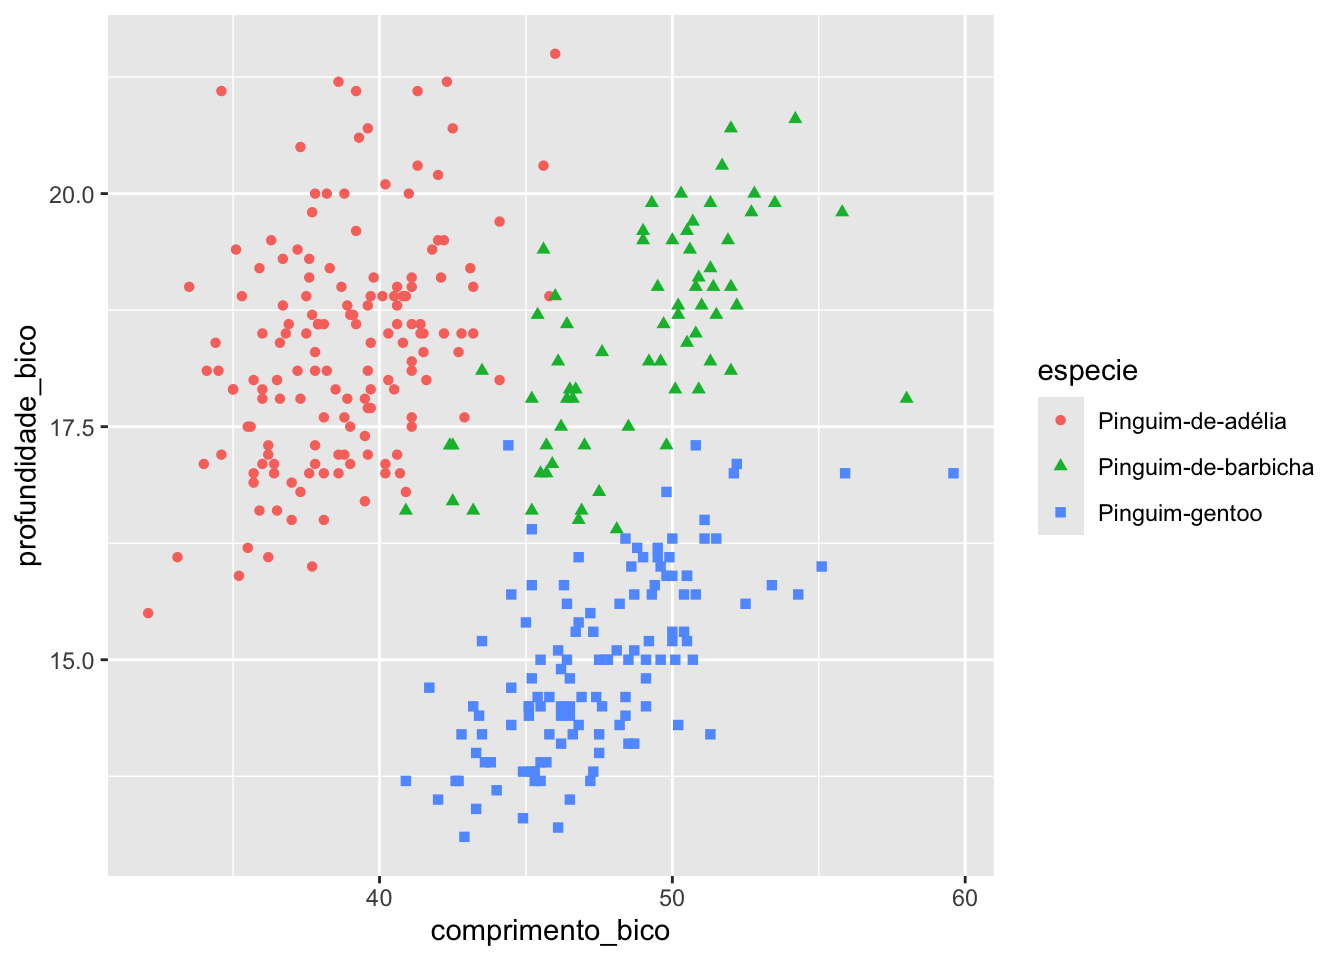 20.0
17.5
15.0
profundidade_bico
40
50
60
comprimento_bico
especie
Pinguim-de-adélia
Pinguim-de-barbicha
Pinguim-gentoo